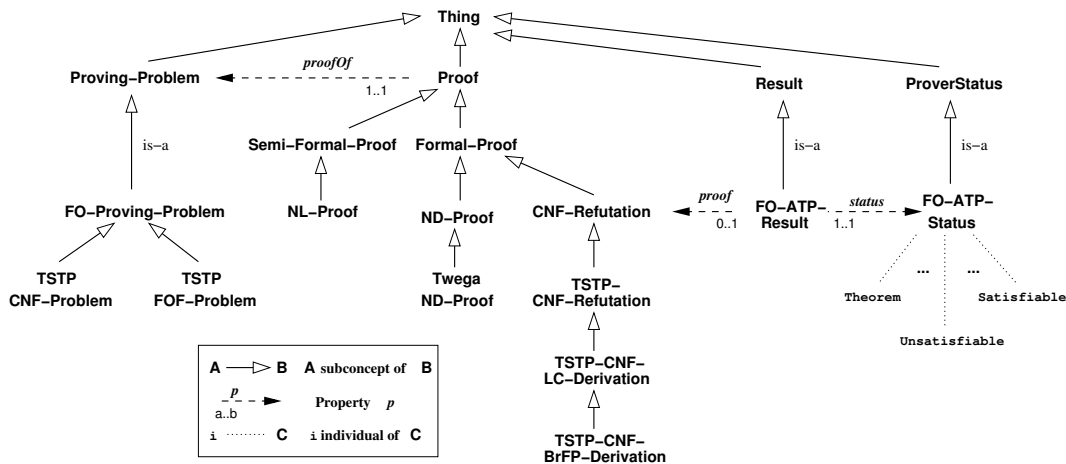 Thing
proofOf
Proving–Problem
1..1
Proof
Result
ProverStatus
is–a
Semi–Formal–Proof
Formal–Proof
is–a
is–a
FO–Proving–Problem
NL–Proof
ND–Proof
CNF–Refutation
proof
0..1
FO–ATP–
Result
status
1..1
FO–ATP–
Status
TSTP
CNF–Problem
TSTP
FOF–Problem
Twega
ND–Proof
TSTP–
CNF–Refutation
...
...
Theorem
Satisfiable
Unsatisfiable
A B A subconcept of B
p
a..b
Property p
i C i individual of C
TSTP–CNF–
LC–Derivation
TSTP–CNF–
BrFP–Derivation